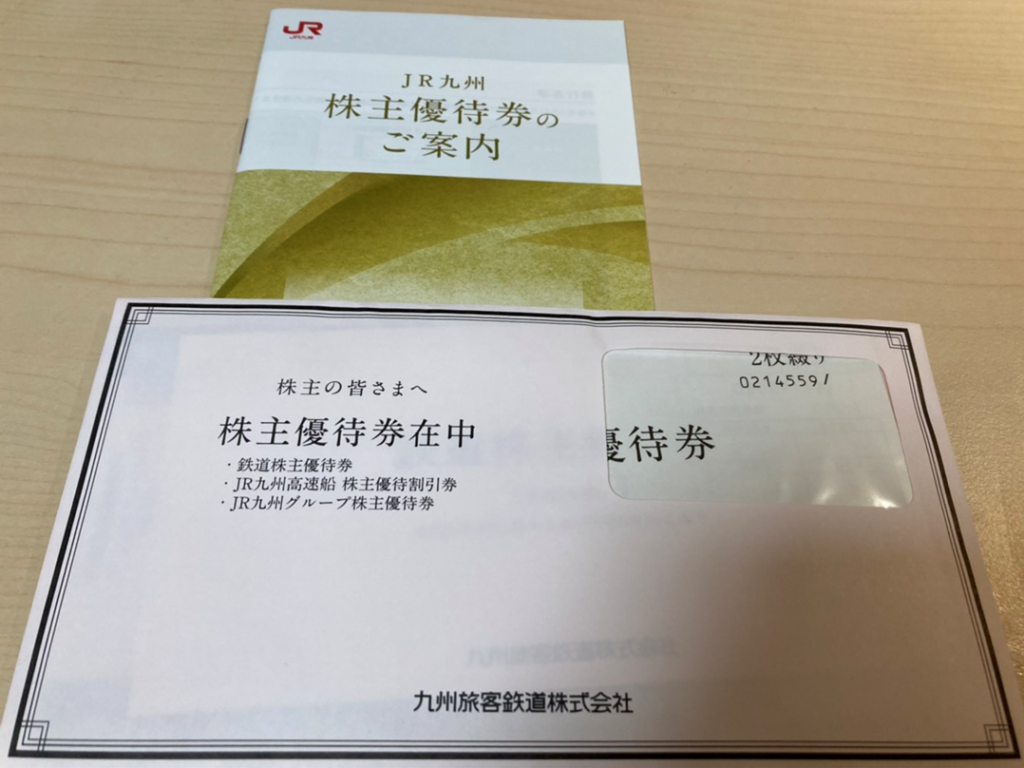 JR
JR九州
JR九州
株主優待券の
ご案内
株主の皆さまへ
株主優待券在中
・鉄道株主優待券
・JR九州高速船 株主優待割引券
・JR九州グループ株主優待券
2枚綴り
0214559
優待券
九州旅客鉄道株式会社